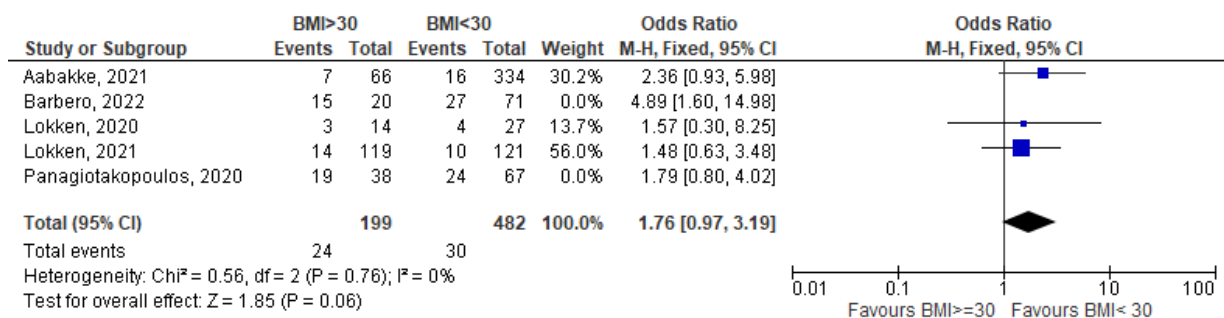 BMI>30 BMI<30 Odds Ratio Odds Ratio
Study or Subgroup Events Total Events Total Weight M-H, Fixed, 95% CI M-H, Fixed, 95% CI
Aabakke, 2021 7 66 16 334 30.2% 2.36 [0.93, 5.98]
Barbero, 2022 15 20 27 71 0.0% 4.89 [1.60, 14.98]
Lokken, 2020 3 14 4 27 13.7% 1.57 [0.30, 8.25]
Lokken, 2021 14 119 10 121 56.0% 1.48 [0.63, 3.48]
Panagiotakopoulos, 2020 19 38 24 67 0.0% 1.79 [0.80, 4.02]
Total (95% CI) 199 482 100.0% 1.76 [0.97, 3.19]
Total events 24 30
Heterogeneity: Chi² = 0.56, df = 2 (P = 0.76); I² = 0%
Test for overall effect: Z = 1.85 (P = 0.06)
0.01 0.1 1 10 100
Favours BMI>=30 Favours BMI< 30